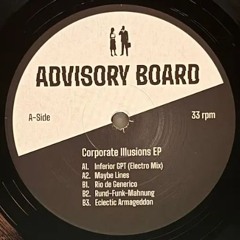 ADVISORY BOARD
A-Side
33 rpm
Corporate Illusions EP
A1. Inferior GPT (Electro Mix)
A2. Maybe Lines
B1. Rio de Generico
B2. Rund-Funk-Mahnung
B3. Eclectic Armageddon